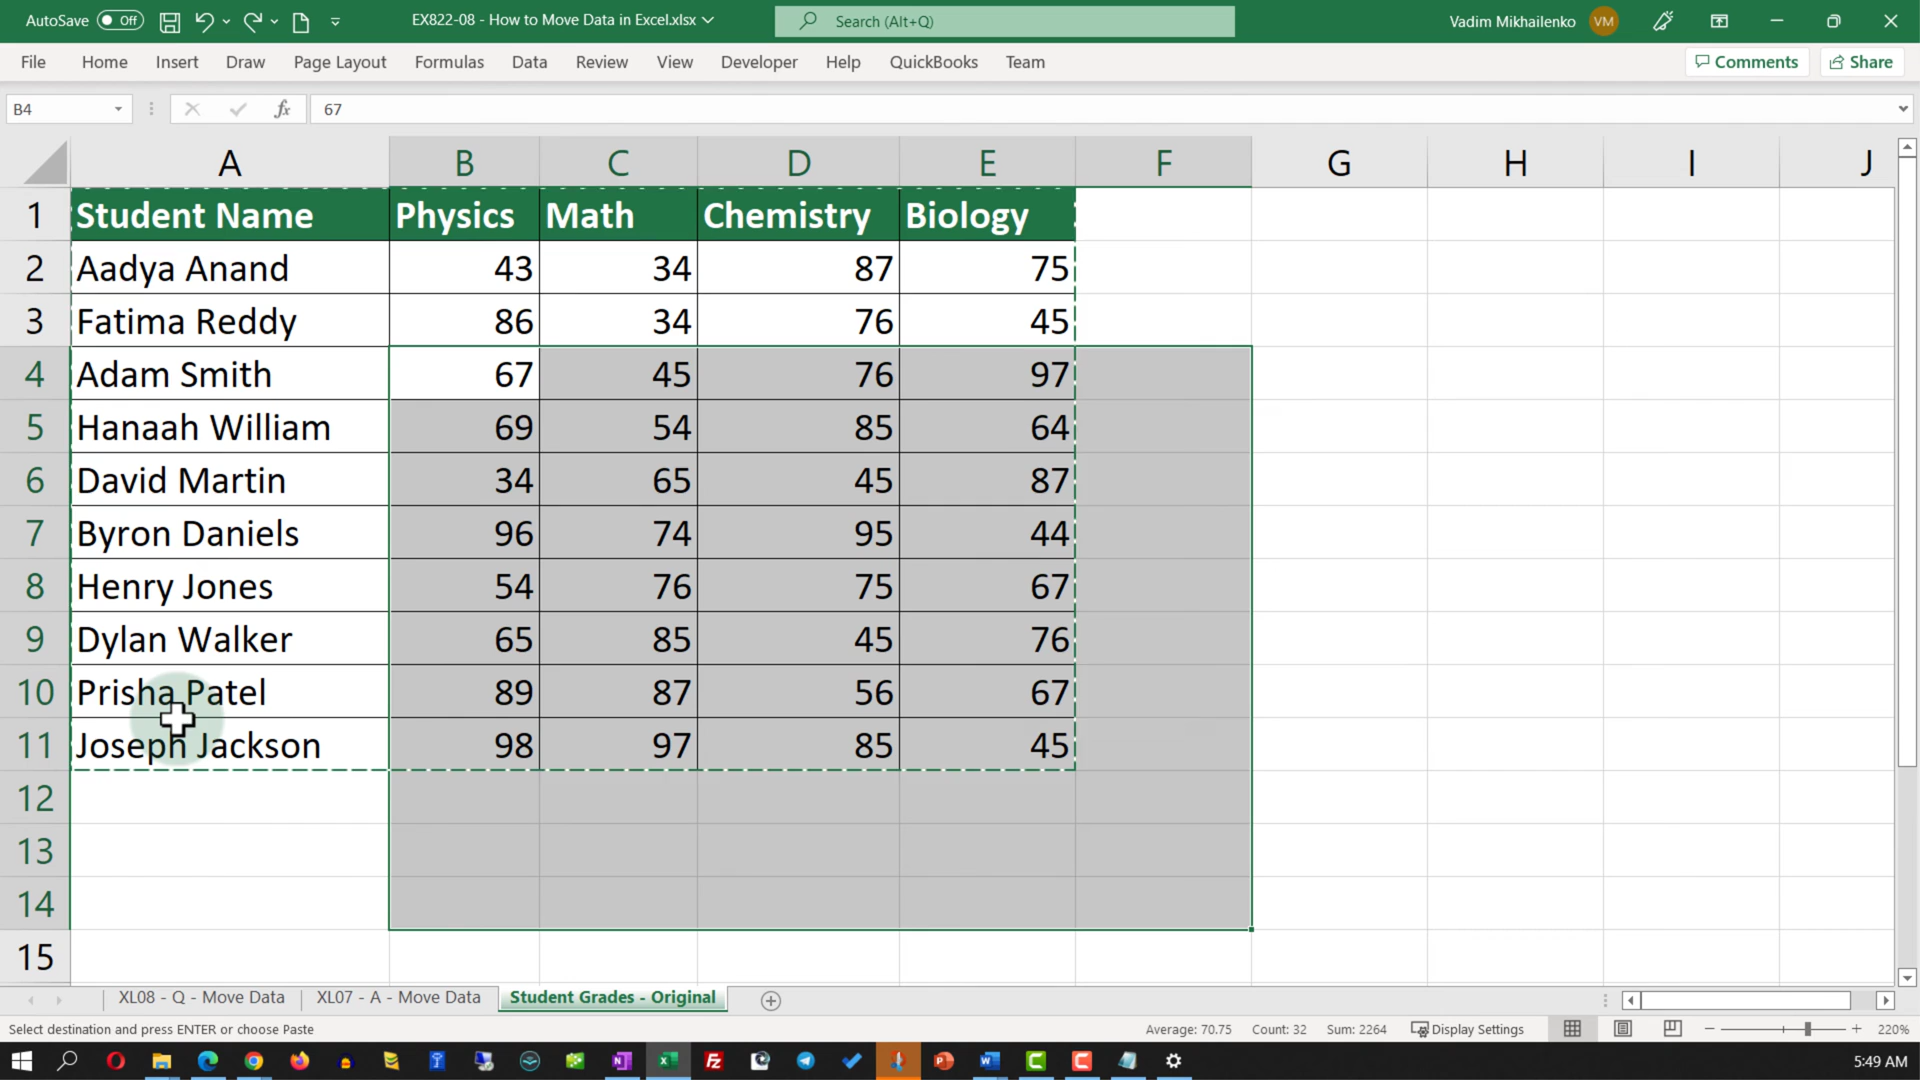 AutoSave Off EX822-08 - How to Move Data in Excel.xlsx Search (Alt+Q) Vadim Mikhailenko VM
File Home Insert Draw Page Layout Formulas Data Review View Developer Help QuickBooks Team Comments Share
B4 fx 67
A B C D E F G H I J
1 Student Name Physics Math Chemistry Biology
2 Aadya Anand 43 34 87 75
3 Fatima Reddy 86 34 76 45
4 Adam Smith 67 45 76 97
5 Hanaah William 69 54 85 64
6 David Martin 34 65 45 87
7 Byron Daniels 96 74 95 44
8 Henry Jones 54 76 75 67
9 Dylan Walker 65 85 45 76
10 Prisha Patel 89 87 56 67
11 Joseph Jackson 98 97 85 45
12
13
14
15
XL08 - Q - Move Data XL07 - A - Move Data Student Grades - Original
Select destination and press ENTER or choose Paste Average: 70.75 Count: 32 Sum: 2264 Display Settings 220%
5:49 AM